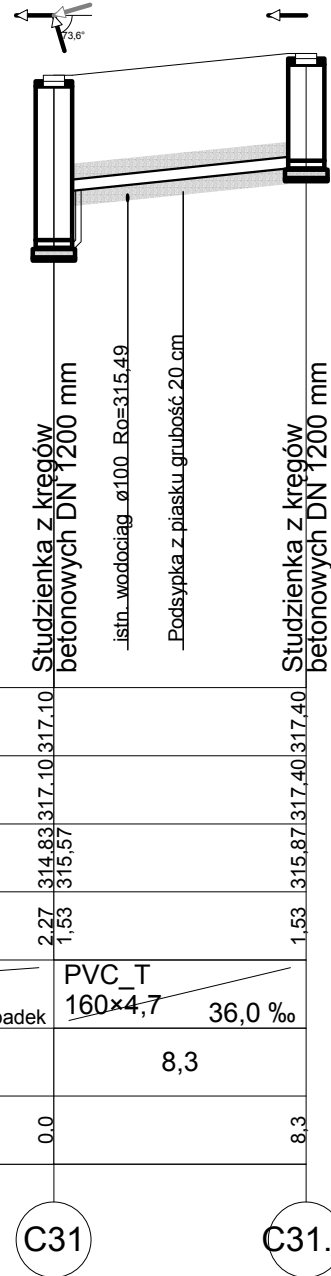 73,6°
Studzienka z kręgów
betonowych DN 1200 mm
istn. wodociąg ø100 Ro=315,49
Podsypka z piasku grubość 20 cm
Studzienka z kręgów
betonowych DN 1200 mm
317.10 317,40
317.10 317,40
314.83 315,57 315,87
2.27 1,53 1,53
PVC_T
160×4,7 36,0 ‰
8,3
0.0 8,3
C31 C31.